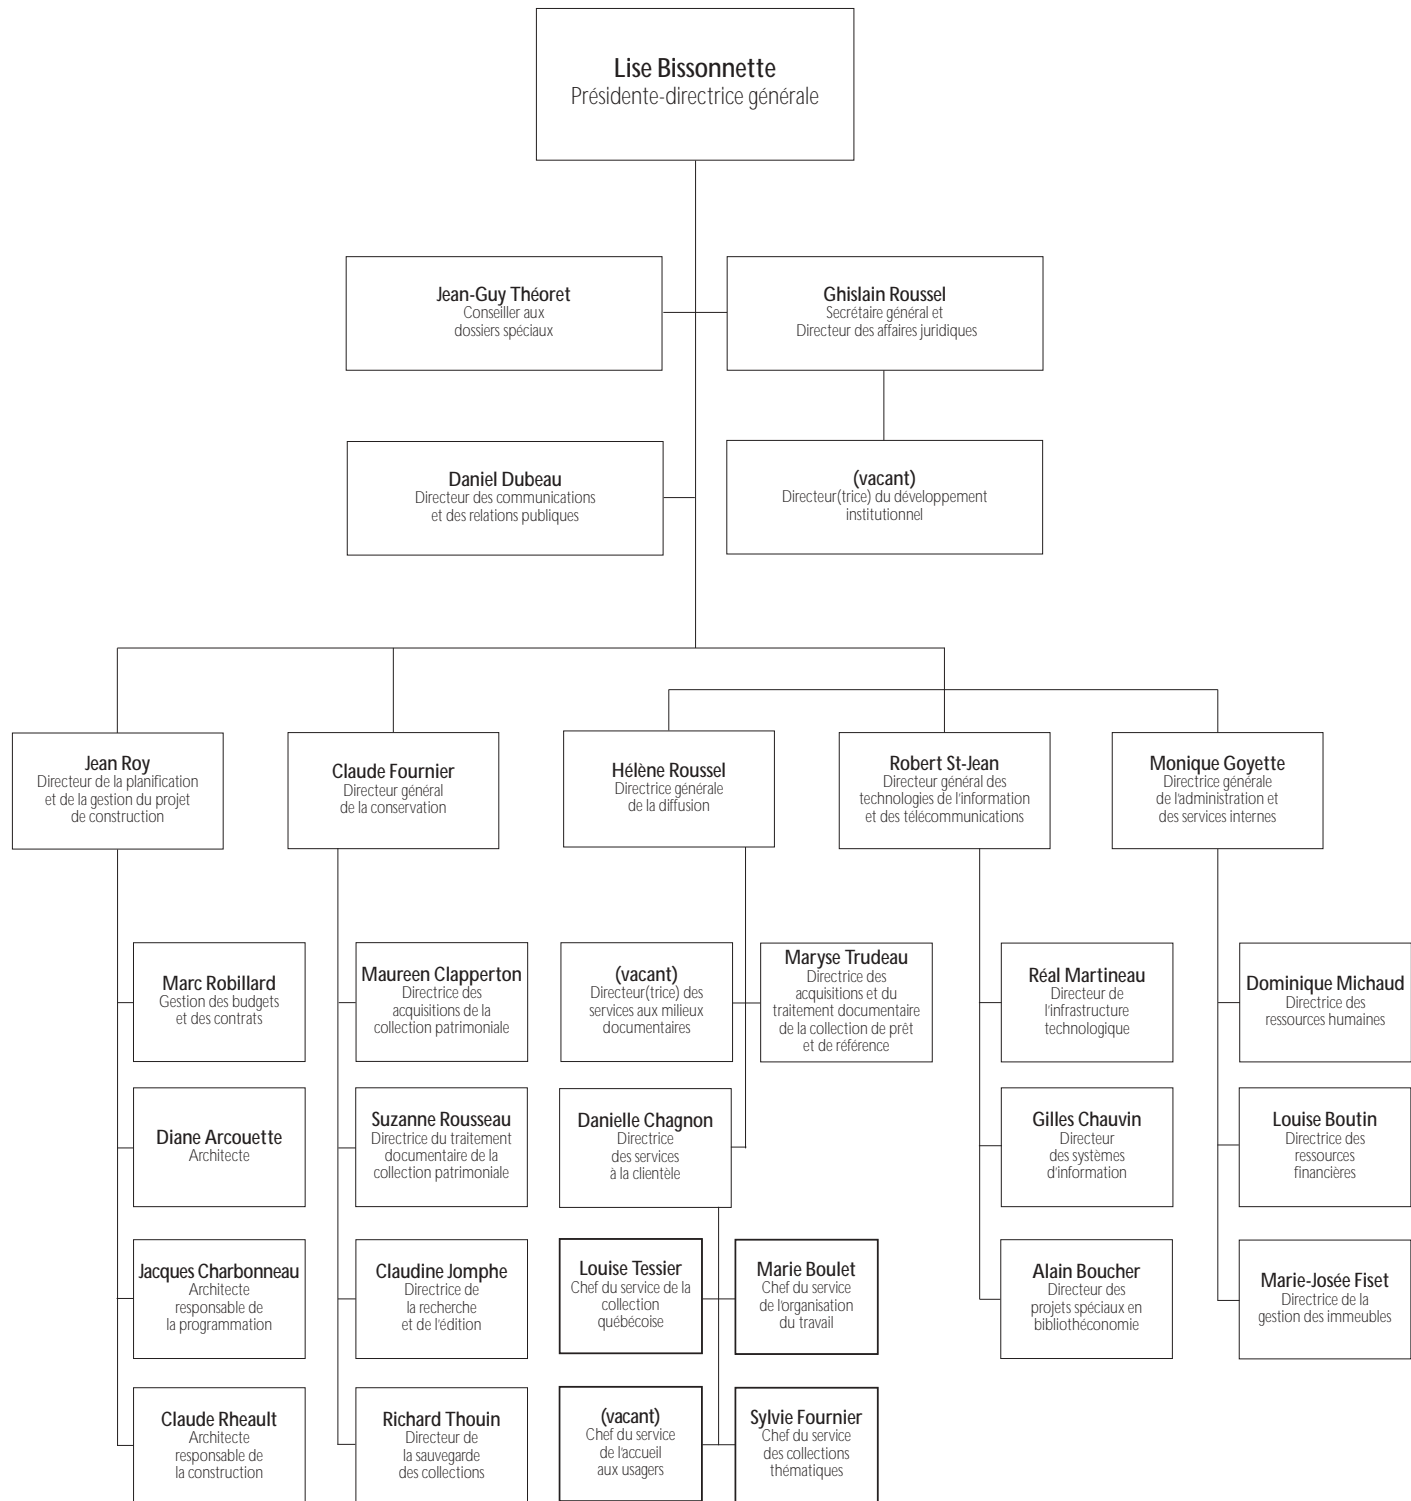 Lise Bissonnette
Présidente-directrice générale
Jean-Guy Théoret
Conseiller aux
dossiers spéciaux
Ghislain Roussel
Secrétaire général et
Directeur des affaires juridiques
Daniel Dubeau
Directeur des communications
et des relations publiques
(vacant)
Directeur(trice) du développement
institutionnel
Jean Roy
Directeur de la planification
et de la gestion du projet
de construction
Claude Fournier
Directeur général
de la conservation
Hélène Roussel
Directrice générale
de la diffusion
Robert St-Jean
Directeur général des
technologies de l'information
et des télécommunications
Monique Goyette
Directrice générale
de l'administration et
des services internes
Marc Robillard
Gestion des budgets
et des contrats
Maureen Clapperton
Directrice des
acquisitions de la
collection patrimoniale
(vacant)
Directeur(trice) des
services aux milieux
documentaires
Maryse Trudeau
Directrice des
acquisitions et du
traitement documentaire
de la collection de prêt
et de référence
Réal Martineau
Directeur de
l'infrastructure
technologique
Dominique Michaud
Directrice des
ressources humaines
Diane Arcouette
Architecte
Suzanne Rousseau
Directrice du traitement
documentaire de la
collection patrimoniale
Danielle Chagnon
Directrice
des services
à la clientèle
Gilles Chauvin
Directeur
des systèmes
d'information
Louise Boutin
Directrice des
ressources
financières
Jacques Charbonneau
Architecte
responsable de
la programmation
Claudine Jomphe
Directrice de
la recherche
et de l'édition
Louise Tessier
Chef du service de la
collection
québécoise
Marie Boulet
Chef du service
de l'organisation
du travail
Alain Boucher
Directeur des
projets spéciaux en
bibliothéconomie
Marie-Josée Fiset
Directrice de la
gestion des immeubles
Claude Rheault
Architecte
responsable de
la construction
Richard Thouin
Directeur de
la sauvegarde
des collections
(vacant)
Chef du service
de l'accueil
aux usagers
Sylvie Fournier
Chef du service
des collections
thématiques